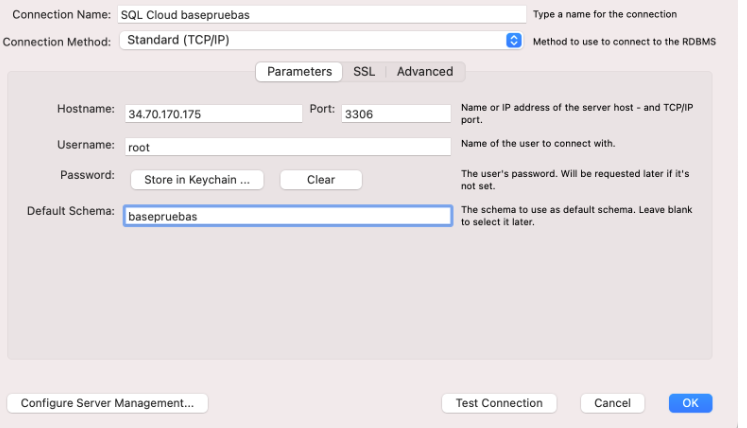 Connection Name: SQL Cloud basepruebas Type a name for the connection
Connection Method: Standard (TCP/IP) Method to use to connect to the RDBMS
Parameters SSL Advanced
Hostname: 34.70.170.175 Port: 3306 Name or IP address of the server host - and TCP/IP
port.
Username: root Name of the user to connect with.
Password: Store in Keychain ... Clear The user's password. Will be requested later if it's
not set.
Default Schema: basepruebas The schema to use as default schema. Leave blank
to select it later.
Configure Server Management... Test Connection Cancel OK